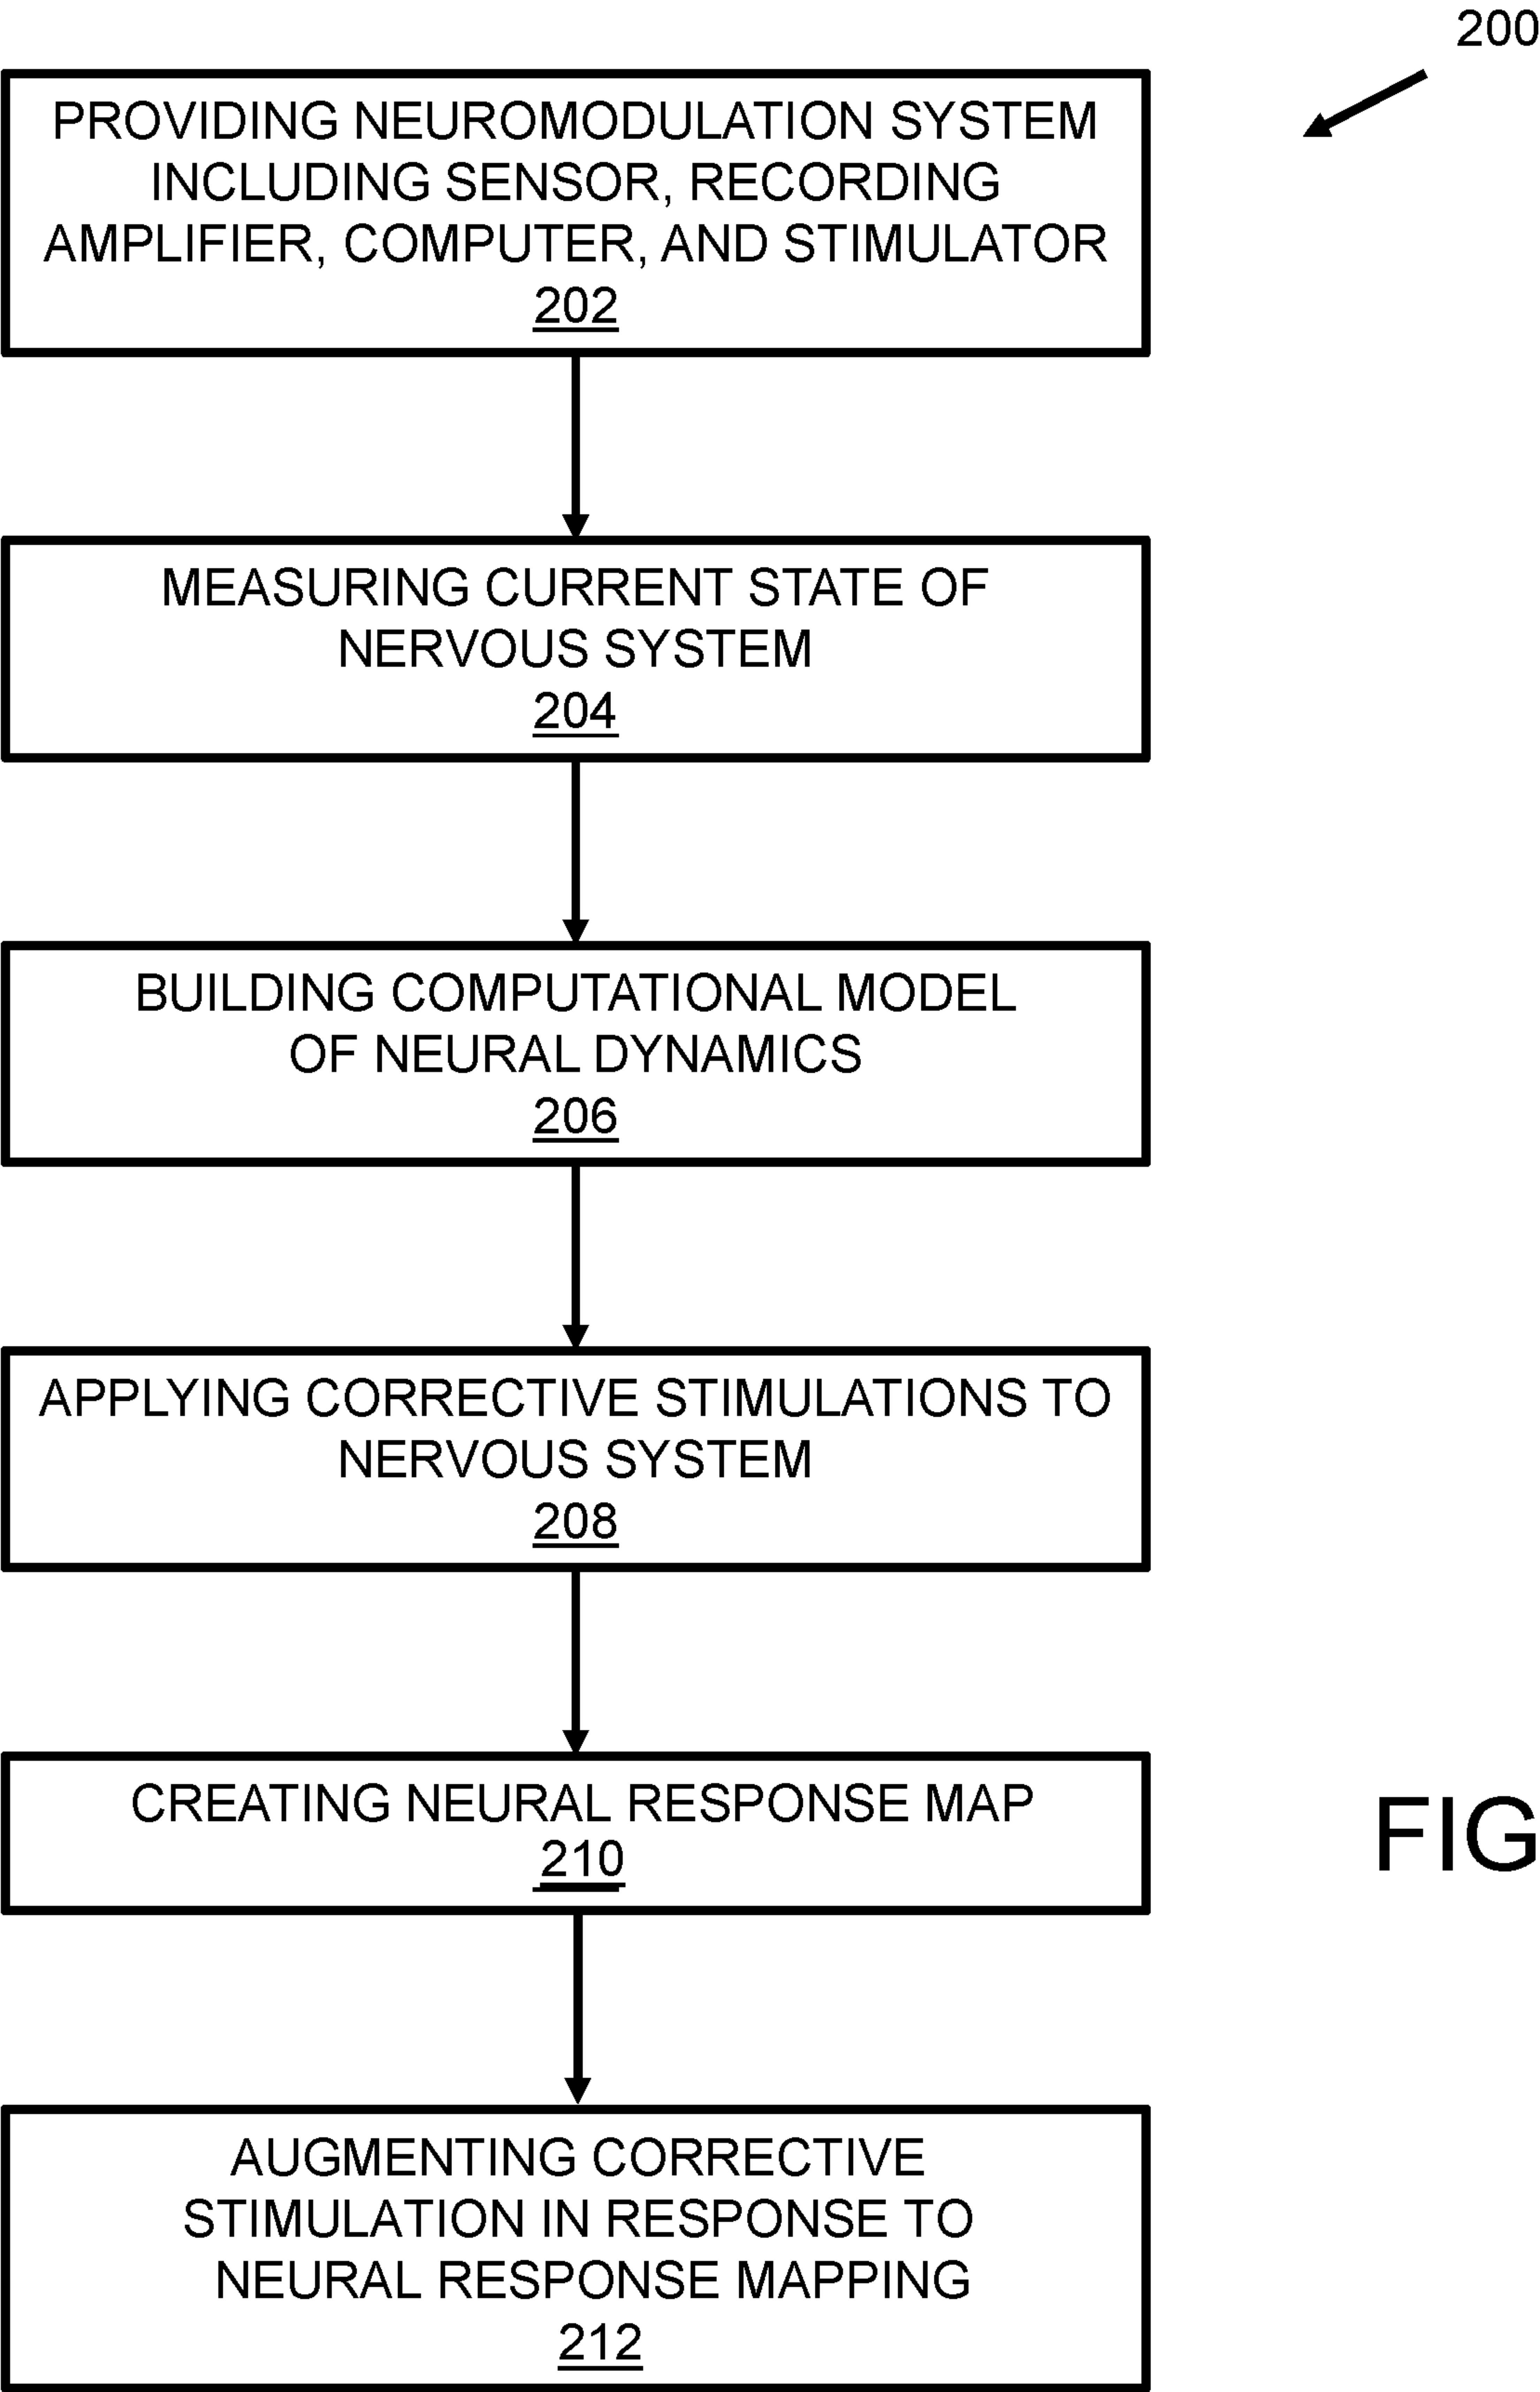 200
PROVIDING NEUROMODULATION SYSTEM
INCLUDING SENSOR, RECORDING
AMPLIFIER, COMPUTER, AND STIMULATOR
202
MEASURING CURRENT STATE OF
NERVOUS SYSTEM
204
BUILDING COMPUTATIONAL MODEL
OF NEURAL DYNAMICS
206
APPLYING CORRECTIVE STIMULATIONS TO
NERVOUS SYSTEM
208
CREATING NEURAL RESPONSE MAP
210
FIG
AUGMENTING CORRECTIVE
STIMULATION IN RESPONSE TO
NEURAL RESPONSE MAPPING
212